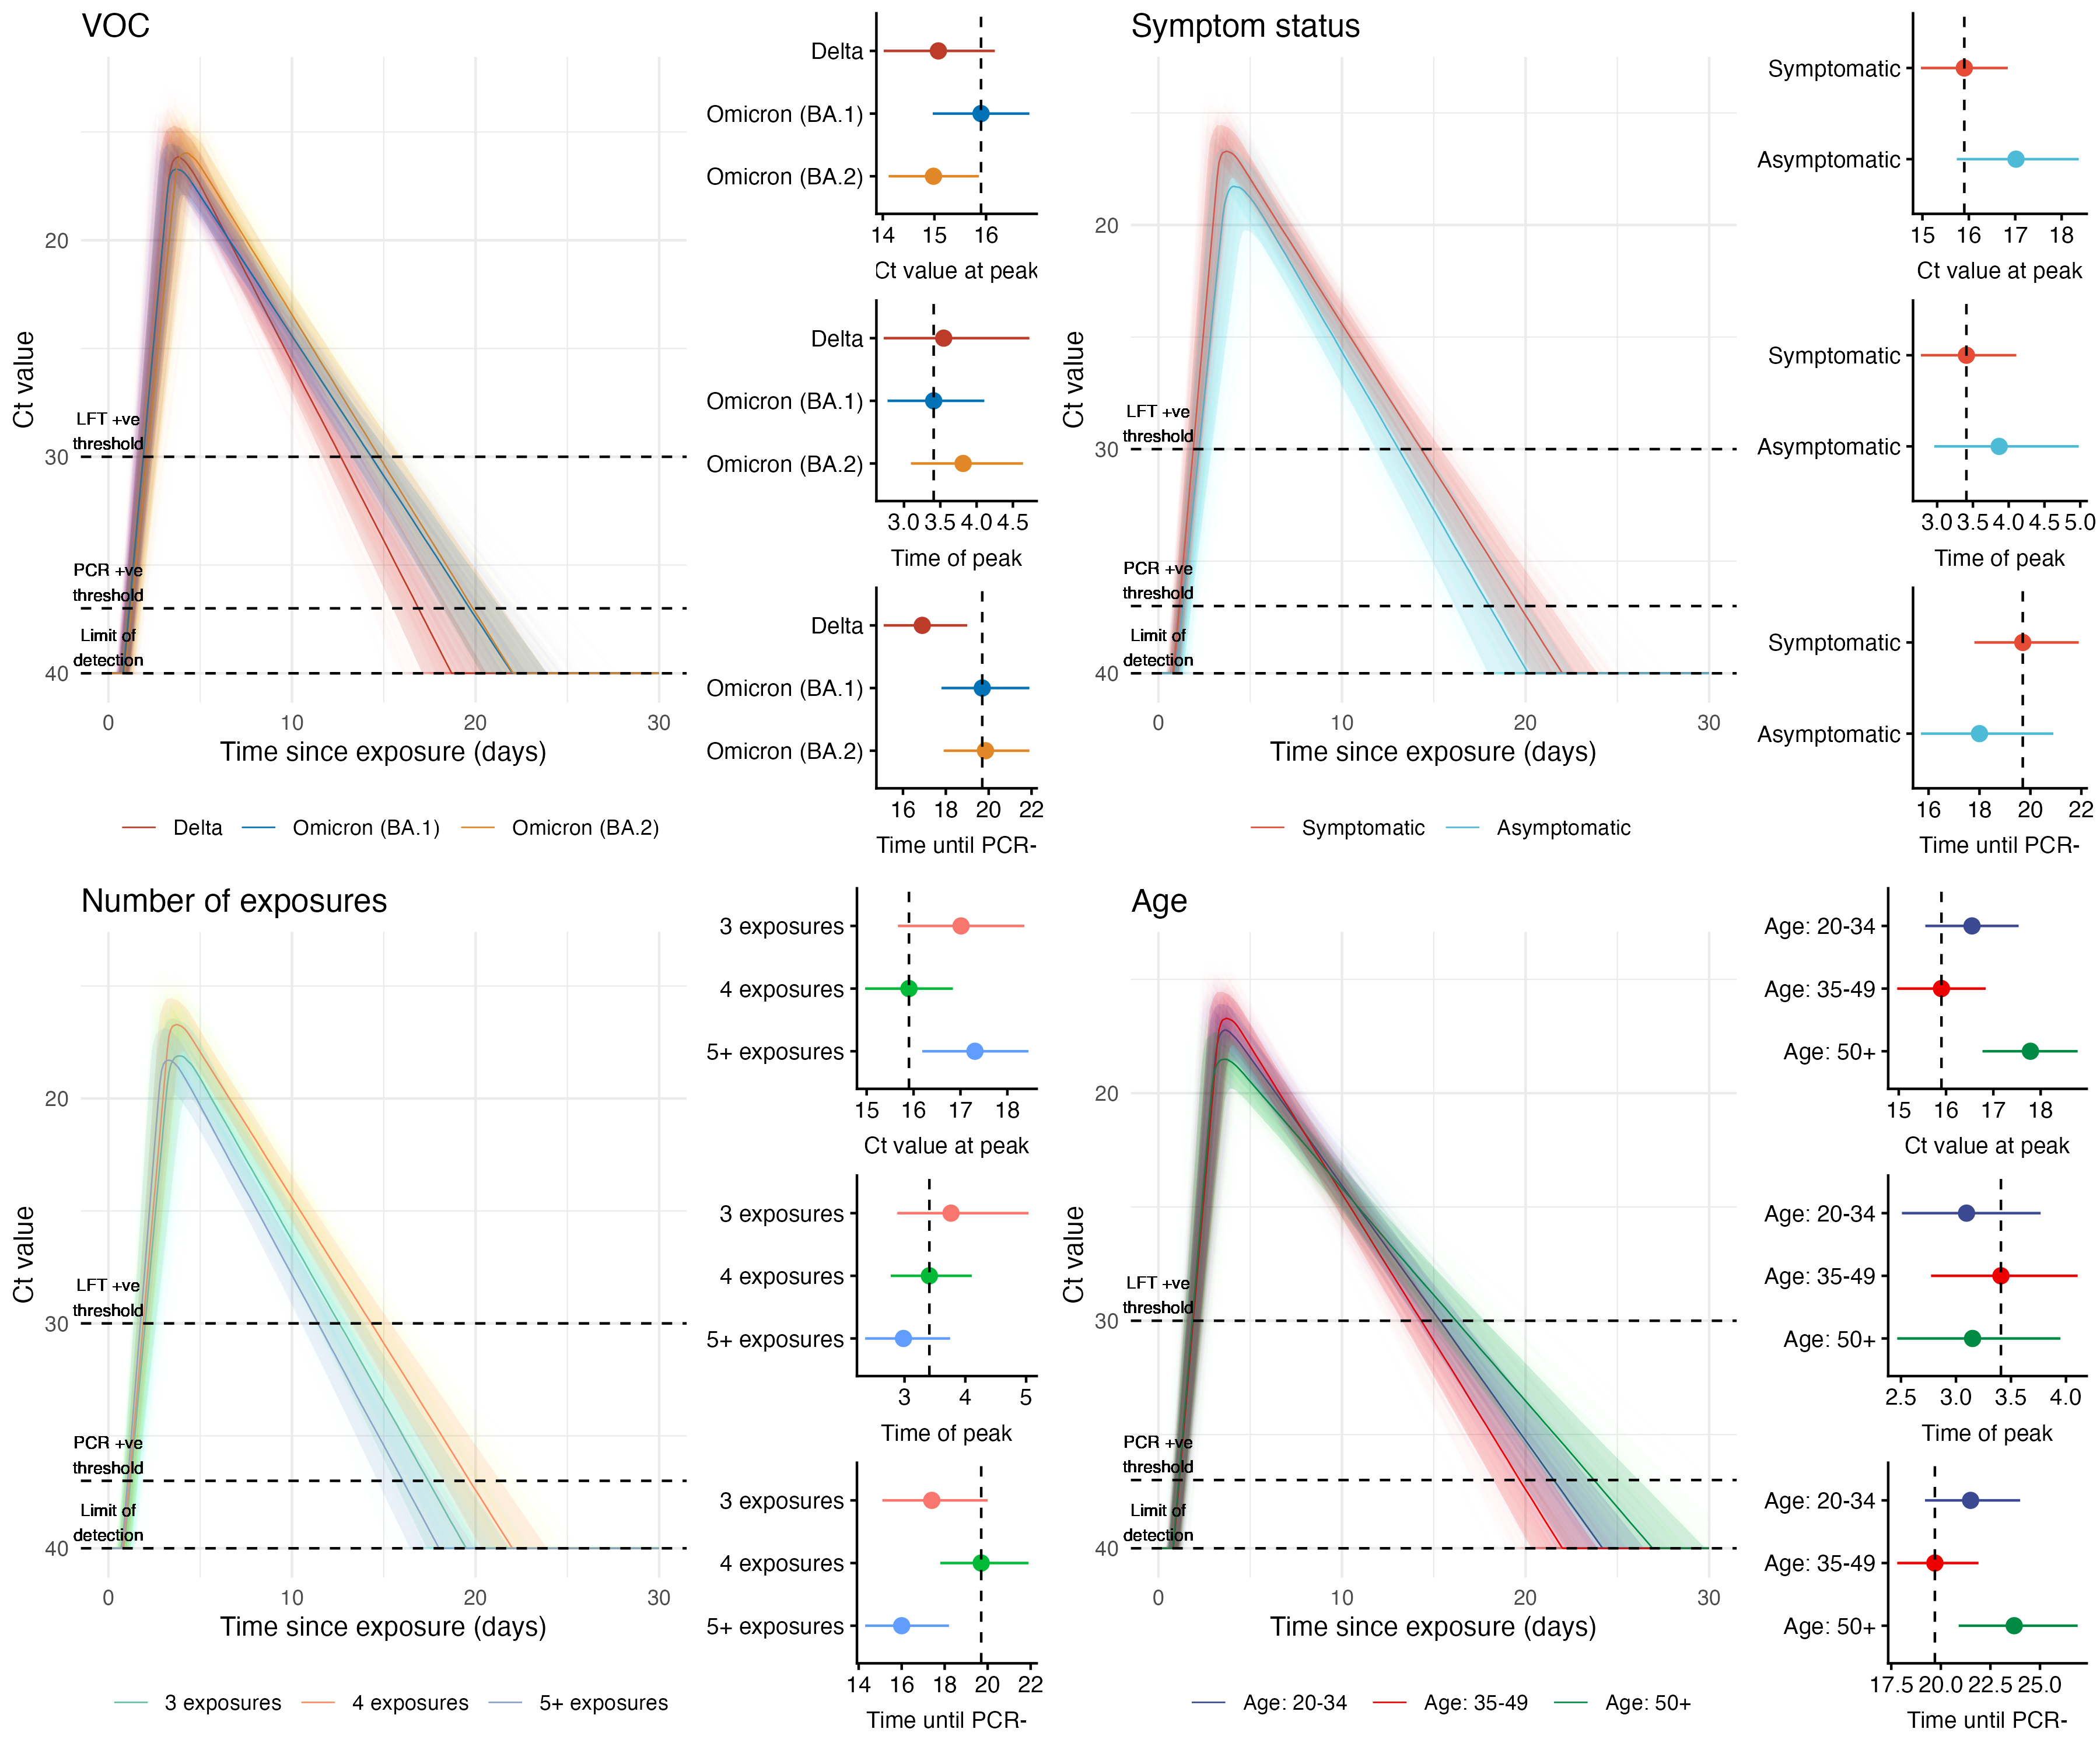 VOC
Ct value
20
30
40
LFT +ve
threshold
PCR +ve
threshold
Limit of
detection
0 10 20 30
Time since exposure (days)
Delta Omicron (BA.1) Omicron (BA.2)
Delta
Omicron (BA.1)
Omicron (BA.2)
14 15 16
Ct value at peak
Delta
Omicron (BA.1)
Omicron (BA.2)
3.0 3.5 4.0 4.5
Time of peak
Delta
Omicron (BA.1)
Omicron (BA.2)
16 18 20 22
Time until PCR-
Symptom status
Ct value
20
30
40
LFT +ve
threshold
PCR +ve
threshold
Limit of
detection
0 10 20 30
Time since exposure (days)
Symptomatic Asymptomatic
Symptomatic
Asymptomatic
15 16 17 18
Ct value at peak
Symptomatic
Asymptomatic
3.0 3.5 4.0 4.5 5.0
Time of peak
Symptomatic
Asymptomatic
16 18 20 22
Time until PCR-
Number of exposures
Ct value
20
30
40
LFT +ve
threshold
PCR +ve
threshold
Limit of
detection
0 10 20 30
Time since exposure (days)
3 exposures 4 exposures 5+ exposures
3 exposures
4 exposures
5+ exposures
15 16 17 18
Ct value at peak
3 exposures
4 exposures
5+ exposures
3 4 5
Time of peak
3 exposures
4 exposures
5+ exposures
14 16 18 20 22
Time until PCR-
Age
Ct value
20
30
40
LFT +ve
threshold
PCR +ve
threshold
Limit of
detection
0 10 20 30
Time since exposure (days)
Age: 20-34 Age: 35-49 Age: 50+
Age: 20-34
Age: 35-49
Age: 50+
15 16 17 18
Ct value at peak
Age: 20-34
Age: 35-49
Age: 50+
2.5 3.0 3.5 4.0
Time of peak
Age: 20-34
Age: 35-49
Age: 50+
17.5 20.0 22.5 25.0
Time until PCR-